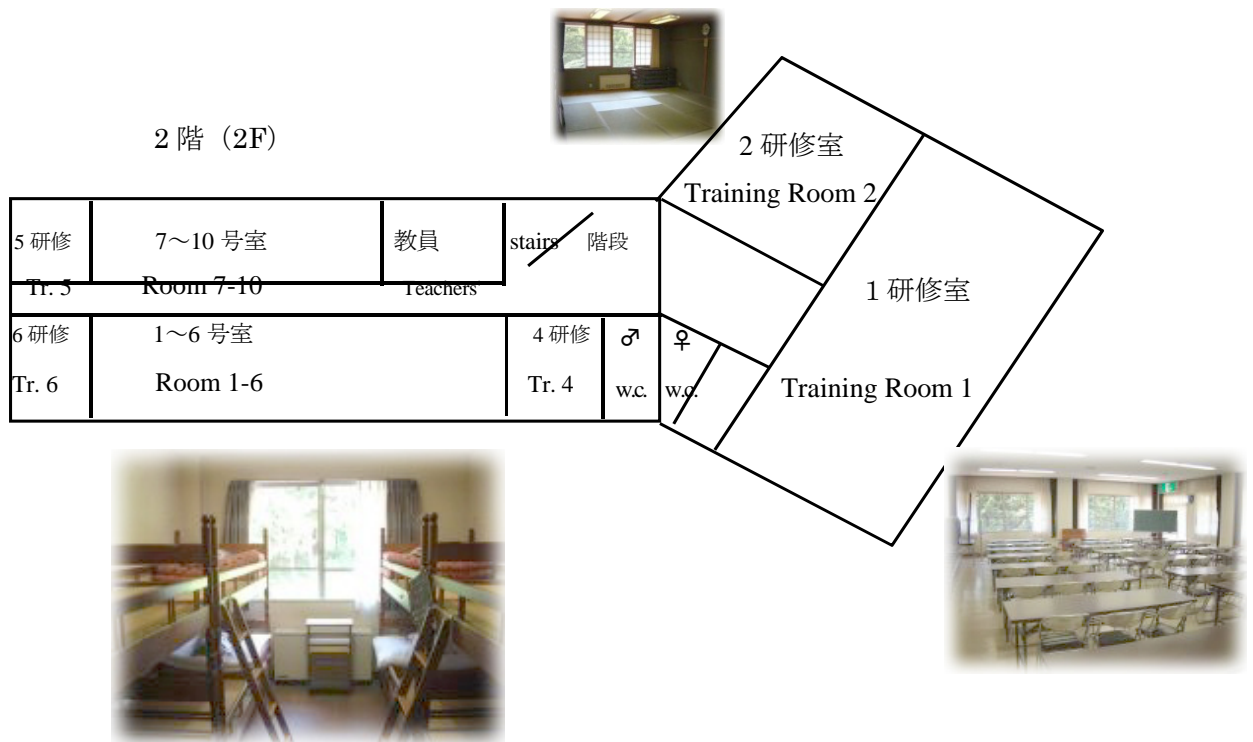 2 階（2F）
2 研修室
Training Room 2
5 研修
Tr. 5
7～10 号室
Room 7-10
教員
Teachers
stairs
階段
1 研修室
Training Room 1
6 研修
Tr. 6
1～6 号室
Room 1-6
4 研修
Tr. 4
♂
w.c.
♀
w.c.